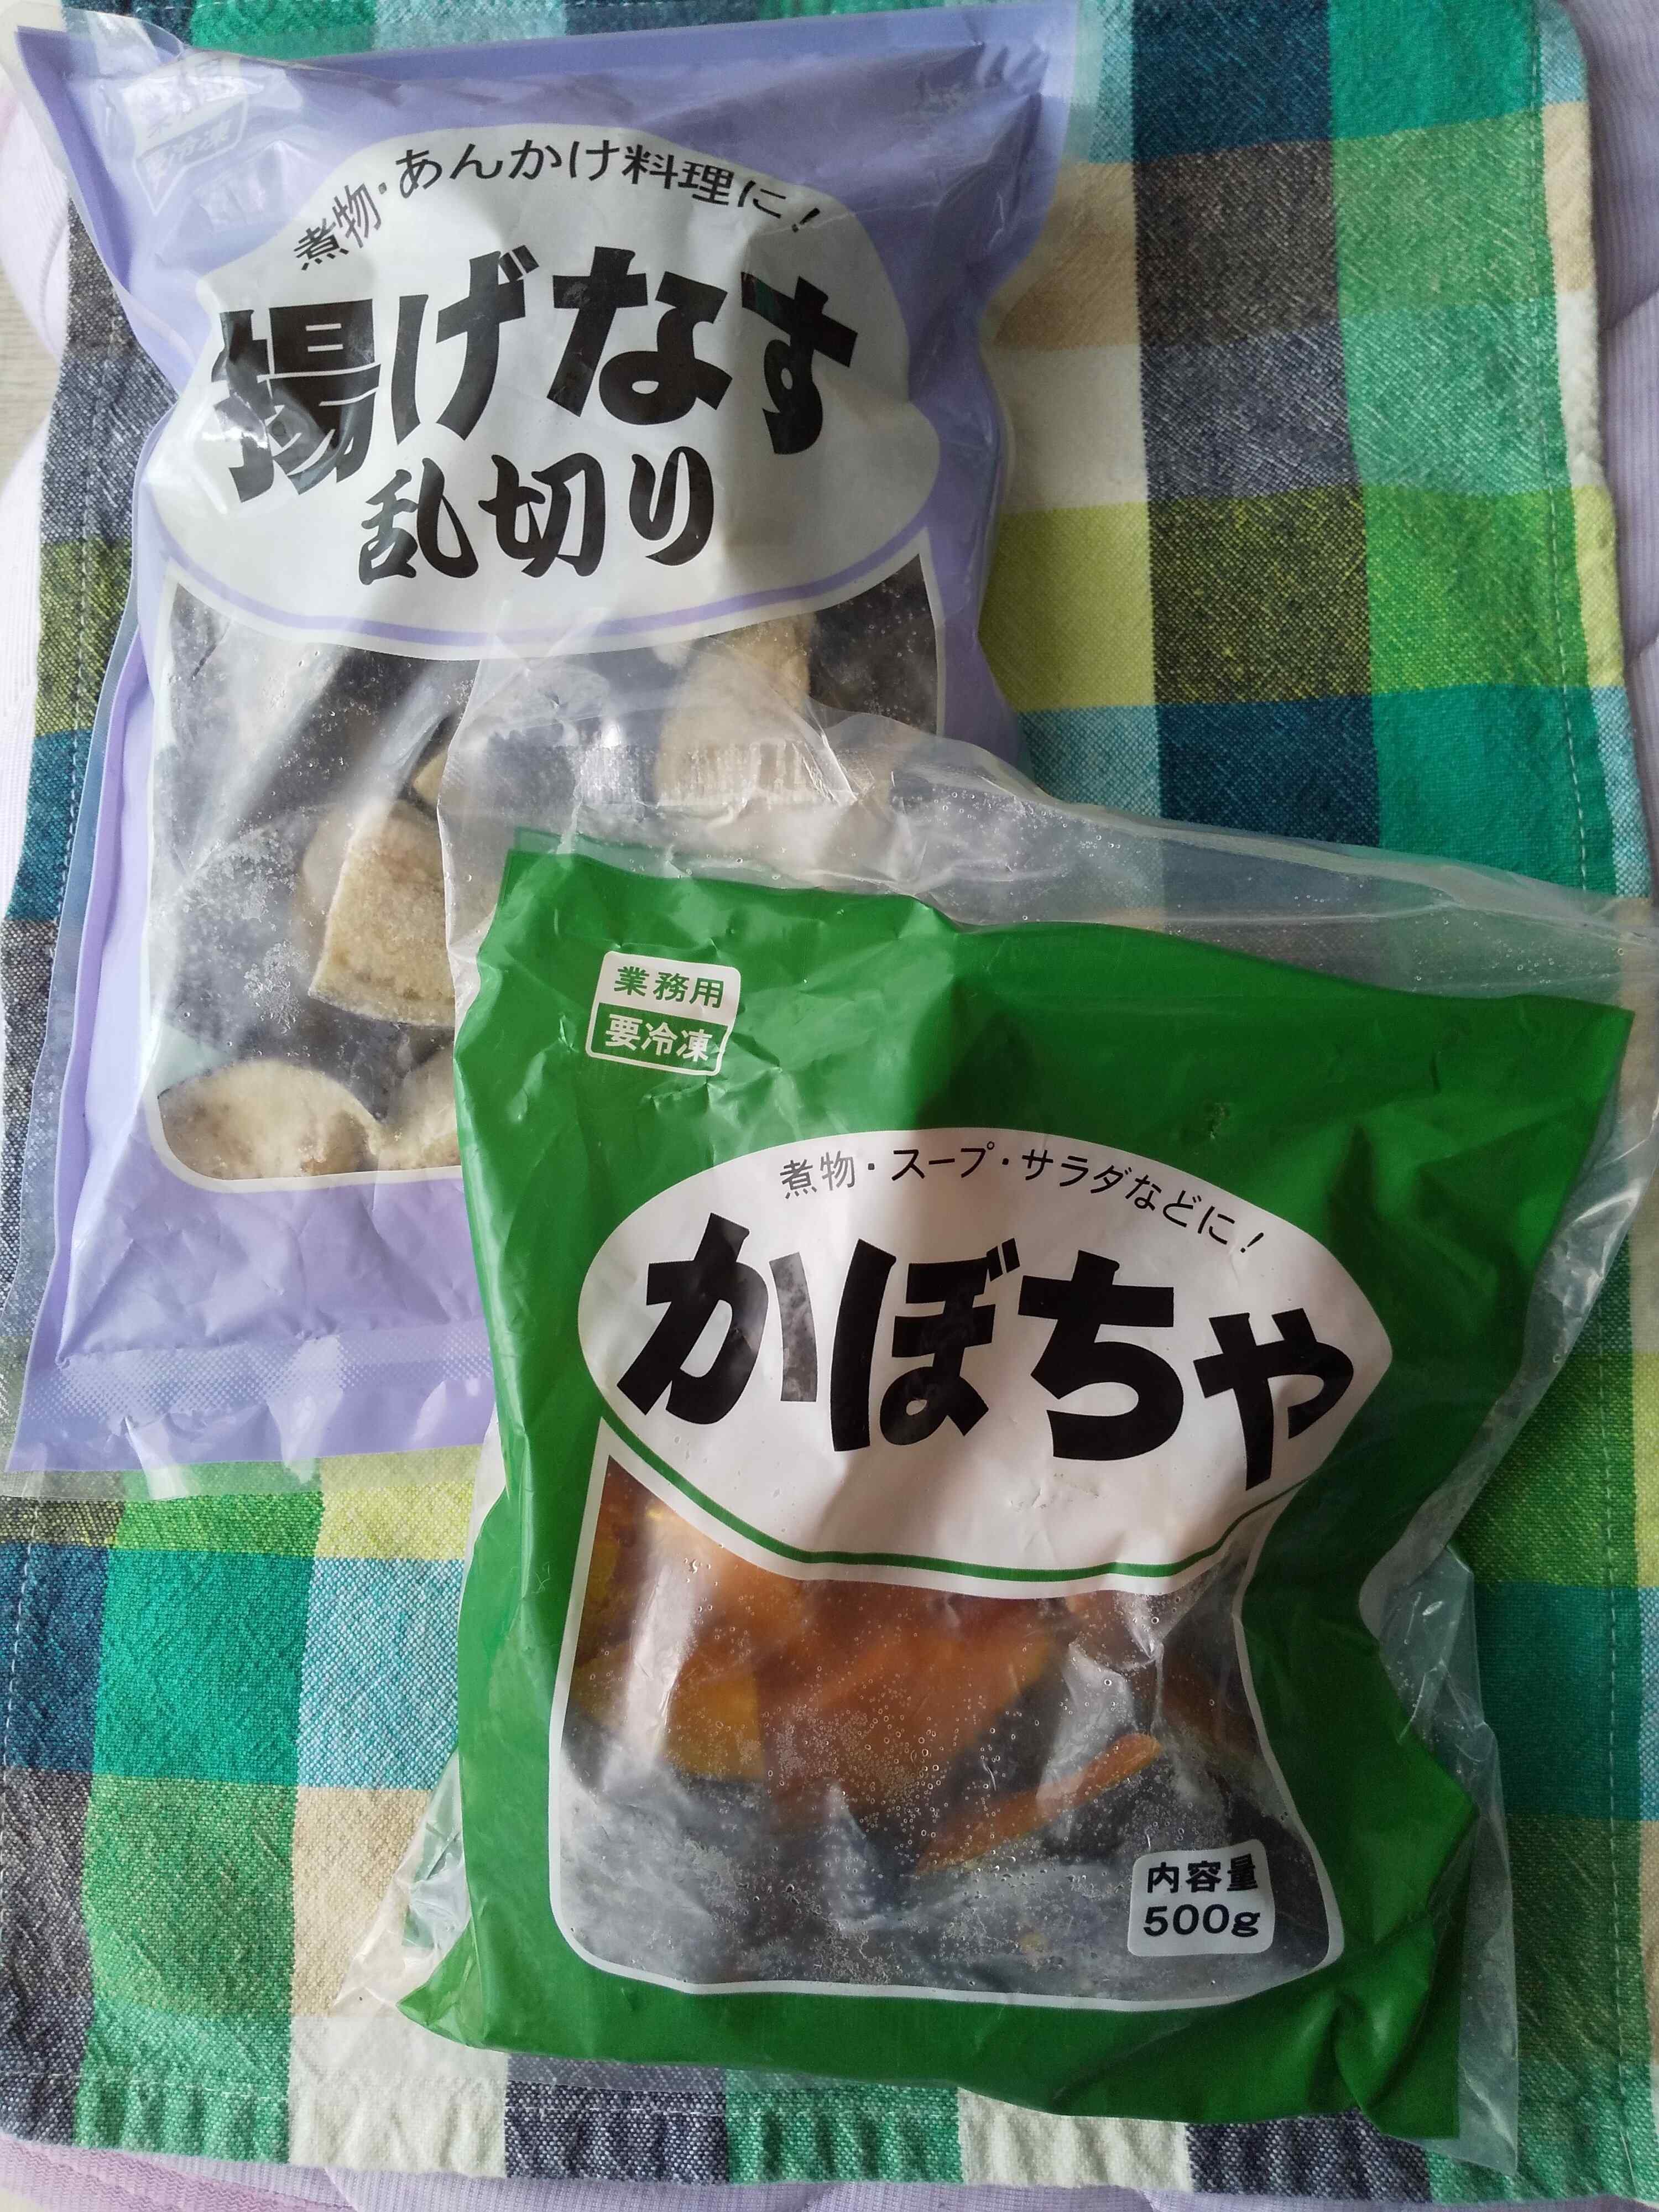 煮物・あんかけ料理に!
揚げなす
乱切り
業務用
要冷凍
煮物・スープ・サラダなどに!
かぼちゃ
内容量
500g